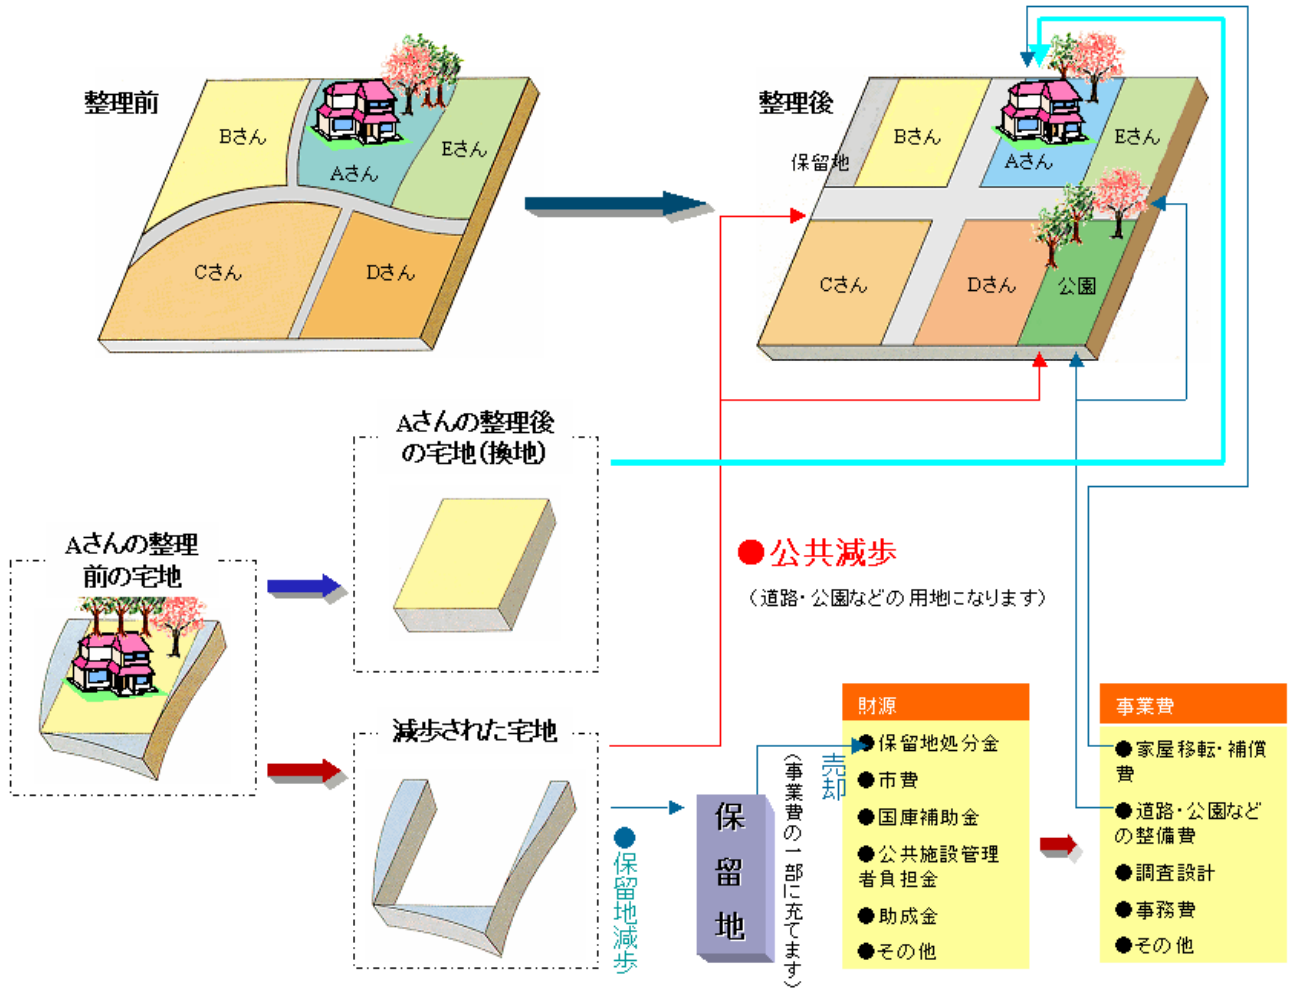 整理前
Bさん
Aさん
Eさん
Cさん
Dさん
整理後
保留地
Bさん
Aさん
Eさん
Cさん
Dさん
公園
Aさんの整理後
の宅地(換地)
Aさんの整理
前の宅地
●公共減歩
(道路・公園などの用地になります)
減歩された宅地
●保留地減歩
保留地
売却
(事業費の一部に充てます)
財源
●保留地処分金
●市費
●国庫補助金
●公共施設管理
者負担金
●助成金
●その他
事業費
●家屋移転・補償
費
●道路・公園など
の整備費
●調査設計
●事務費
●その他